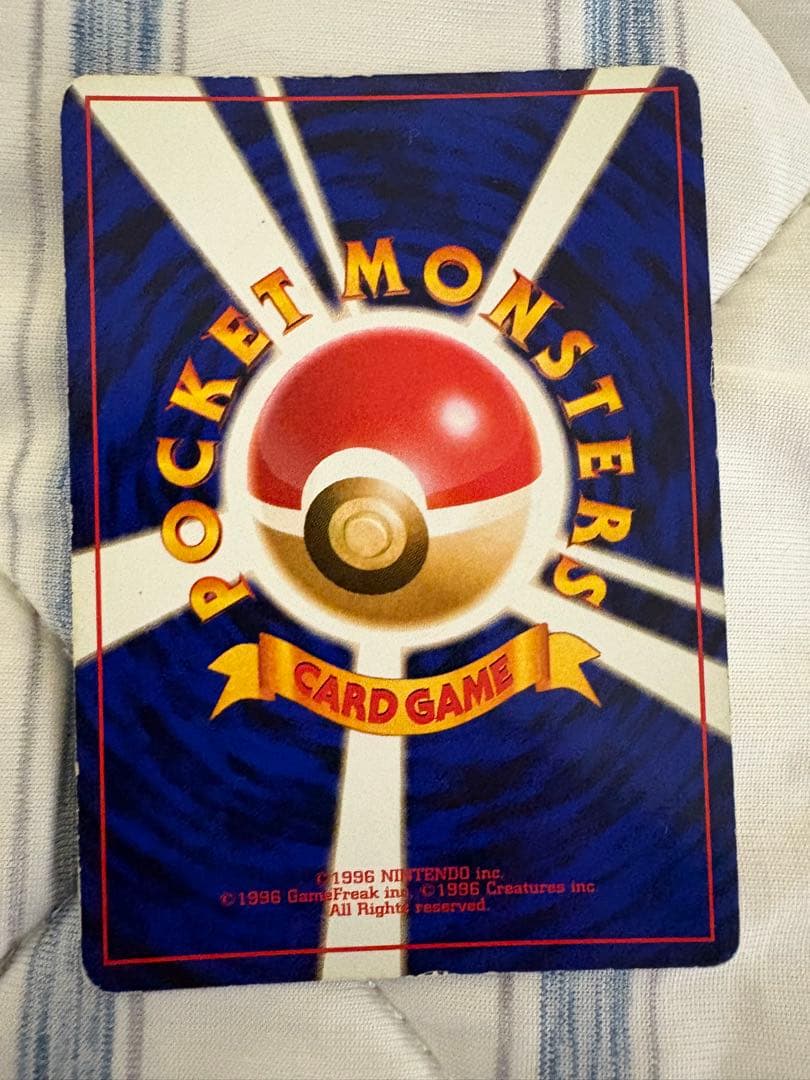 POCKET MONSTERS
CARD GAME
©1996 NINTENDO inc.
©1996 GameFreak inc. ©1996 Creatures inc
All Rights reserved.